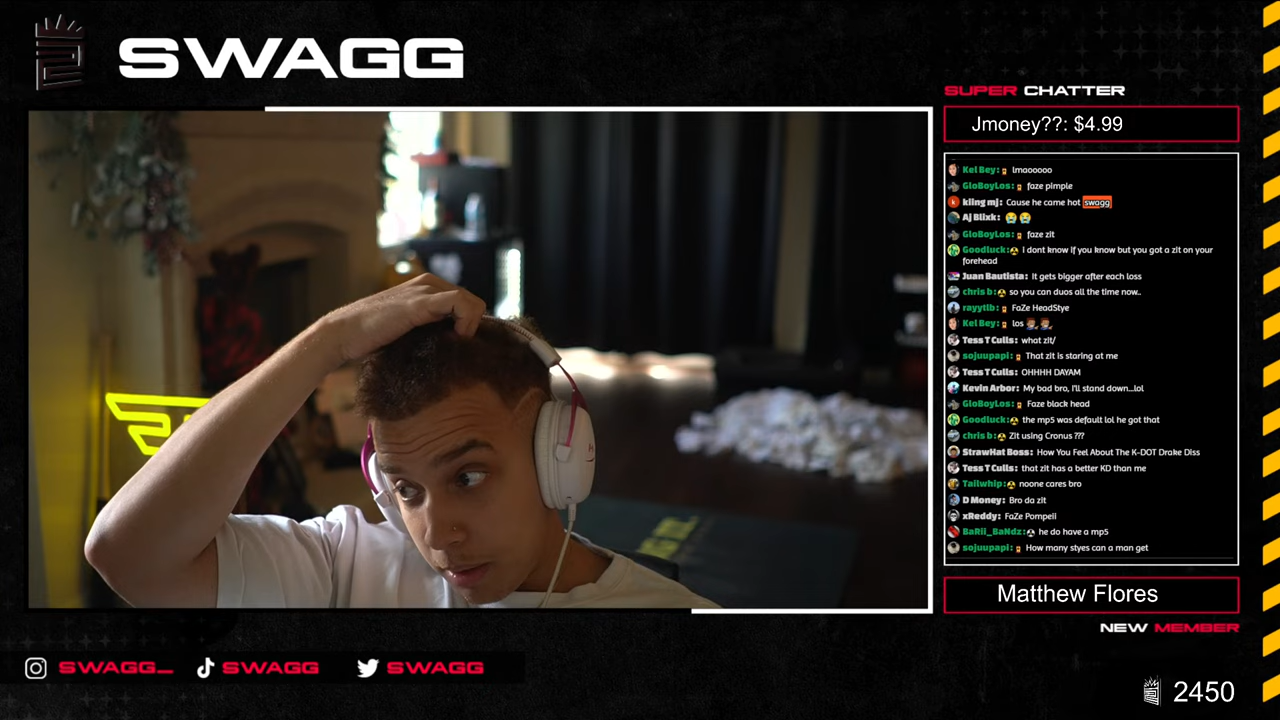 SWAGG
SUPER CHATTER
Jmoney??: $4.99
Kel Bey: lmaooooo
GloBoyLos: faze pimple
kiing mj: Cause he came hot swagg
Aj Blixk: 😭😭
GloBoyLos: faze zit
Goodluck: i dont know if you know but you got a zit on your
forehead
Juan Bautista: It gets bigger after each loss
chris b: so you can duos all the time now..
rayytlb: FaZe HeadStye
Kel Bey: los
Tess T Culls: what zit/
sojuupapi: That zit is staring at me
Tess T Culls: OHHHH DAYAM
Kevin Arbor: My bad bro, I'll stand down...lol
GloBoyLos: Faze black head
Goodluck: the mp5 was default lol he got that
chris b: Zit using Cronus ???
StrawHat Boss: How You Feel About The K-DOT Drake Diss
Tess T Culls: that zit has a better KD than me
Tailwhip: noone cares bro
D Money: Bro da zit
xReddy: FaZe Pompeii
BaRii_BaNdz: he do have a mp5
sojuupapi: How many styes can a man get
Matthew Flores
NEW MEMBER
SWAGG_ SWAGG SWAGG
2450